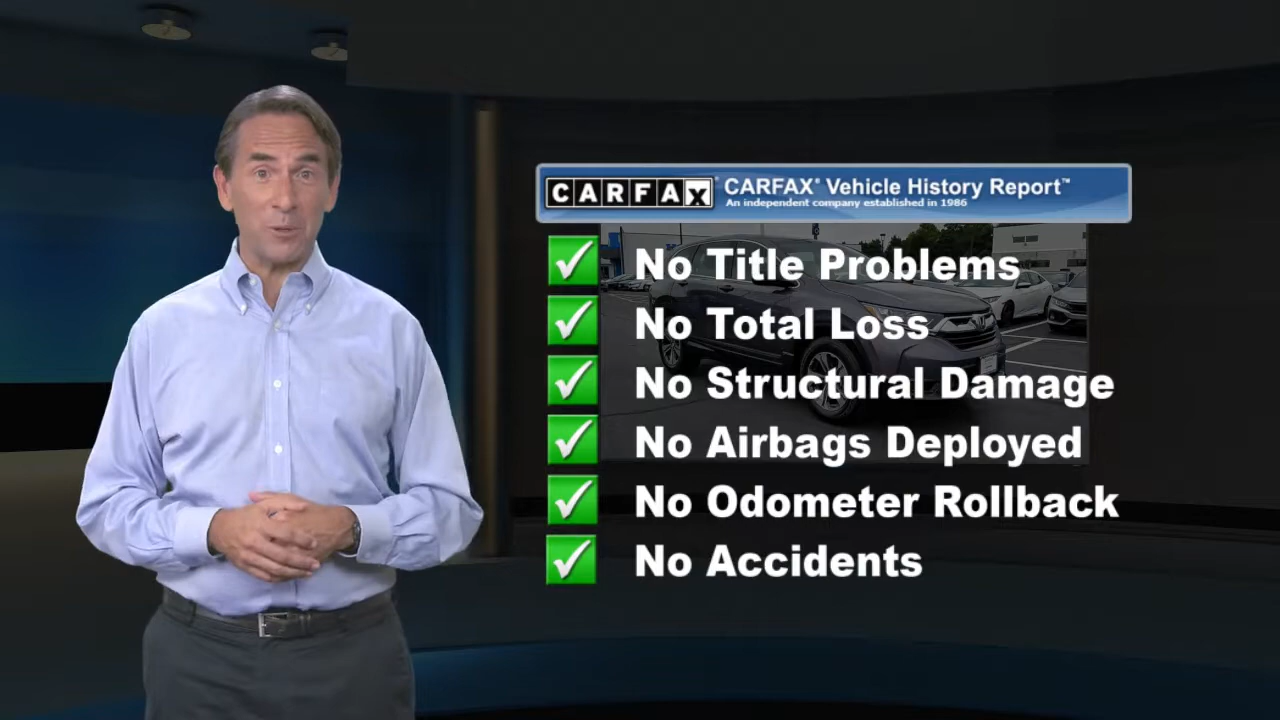 CARFAX
CARFAX® Vehicle History Report™
An independent company established in 1986
No Title Problems
No Total Loss
No Structural Damage
No Airbags Deployed
No Odometer Rollback
No Accidents